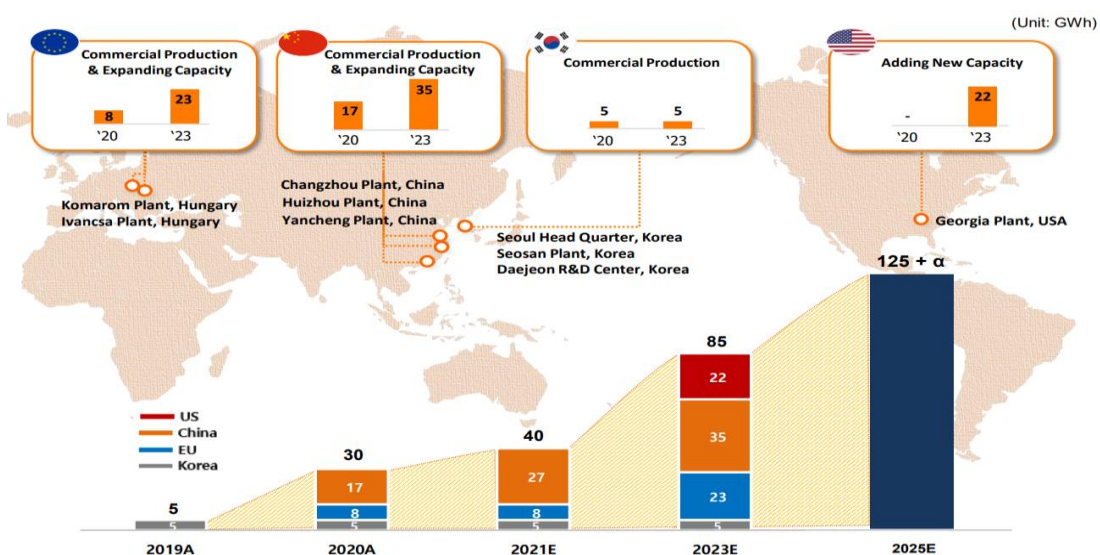 (Unit: GWh)
Commercial Production
& Expanding Capacity
8
23
‘20
‘23
Commercial Production
& Expanding Capacity
17
35
‘20
‘23
Commercial Production
5
5
‘20
‘23
Adding New Capacity
-
22
‘20
‘23
Komarom Plant, Hungary
Ivancsa Plant, Hungary
Changzhou Plant, China
Huizhou Plant, China
Yancheng Plant, China
Seoul Head Quarter, Korea
Seosan Plant, Korea
Daejeon R&D Center, Korea
Georgia Plant, USA
US
China
EU
Korea
5
5
30
17
8
5
40
27
8
5
85
22
35
23
5
125 + α
2019A
2020A
2021E
2023E
2025E